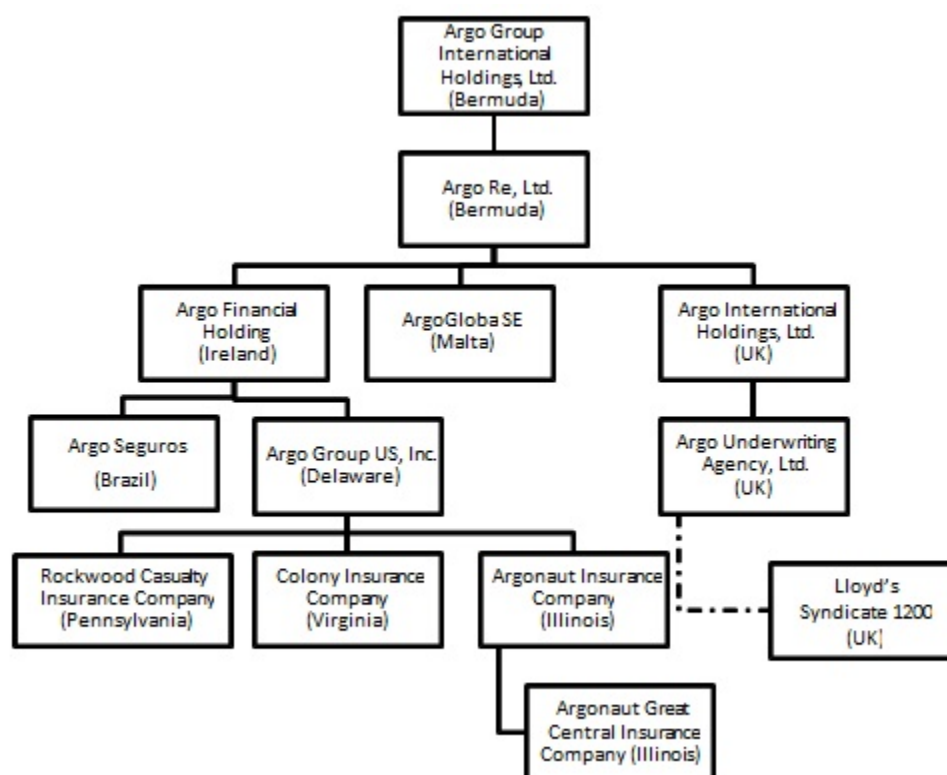 Argo Group
International
Holdings, Ltd.
(Bermuda)
Argo Re, Ltd.
(Bermuda)
Argo Financial
Holding
(Ireland)
ArgoGloba SE
(Malta)
Argo International
Holdings, Ltd.
(UK)
Argo Seguros
(Brazil)
Argo Group US, Inc.
(Delaware)
Argo Underwriting
Agency, Ltd.
(UK)
Rockwood Casualty
Insurance Company
(Pennsylvania)
Colony Insurance
Company
(Virginia)
Argonaut Insurance
Company
(Illinois)
Lloyd's
Syndicate 1200
(UK)
Argonaut Great
Central Insurance
Company (Illinois)